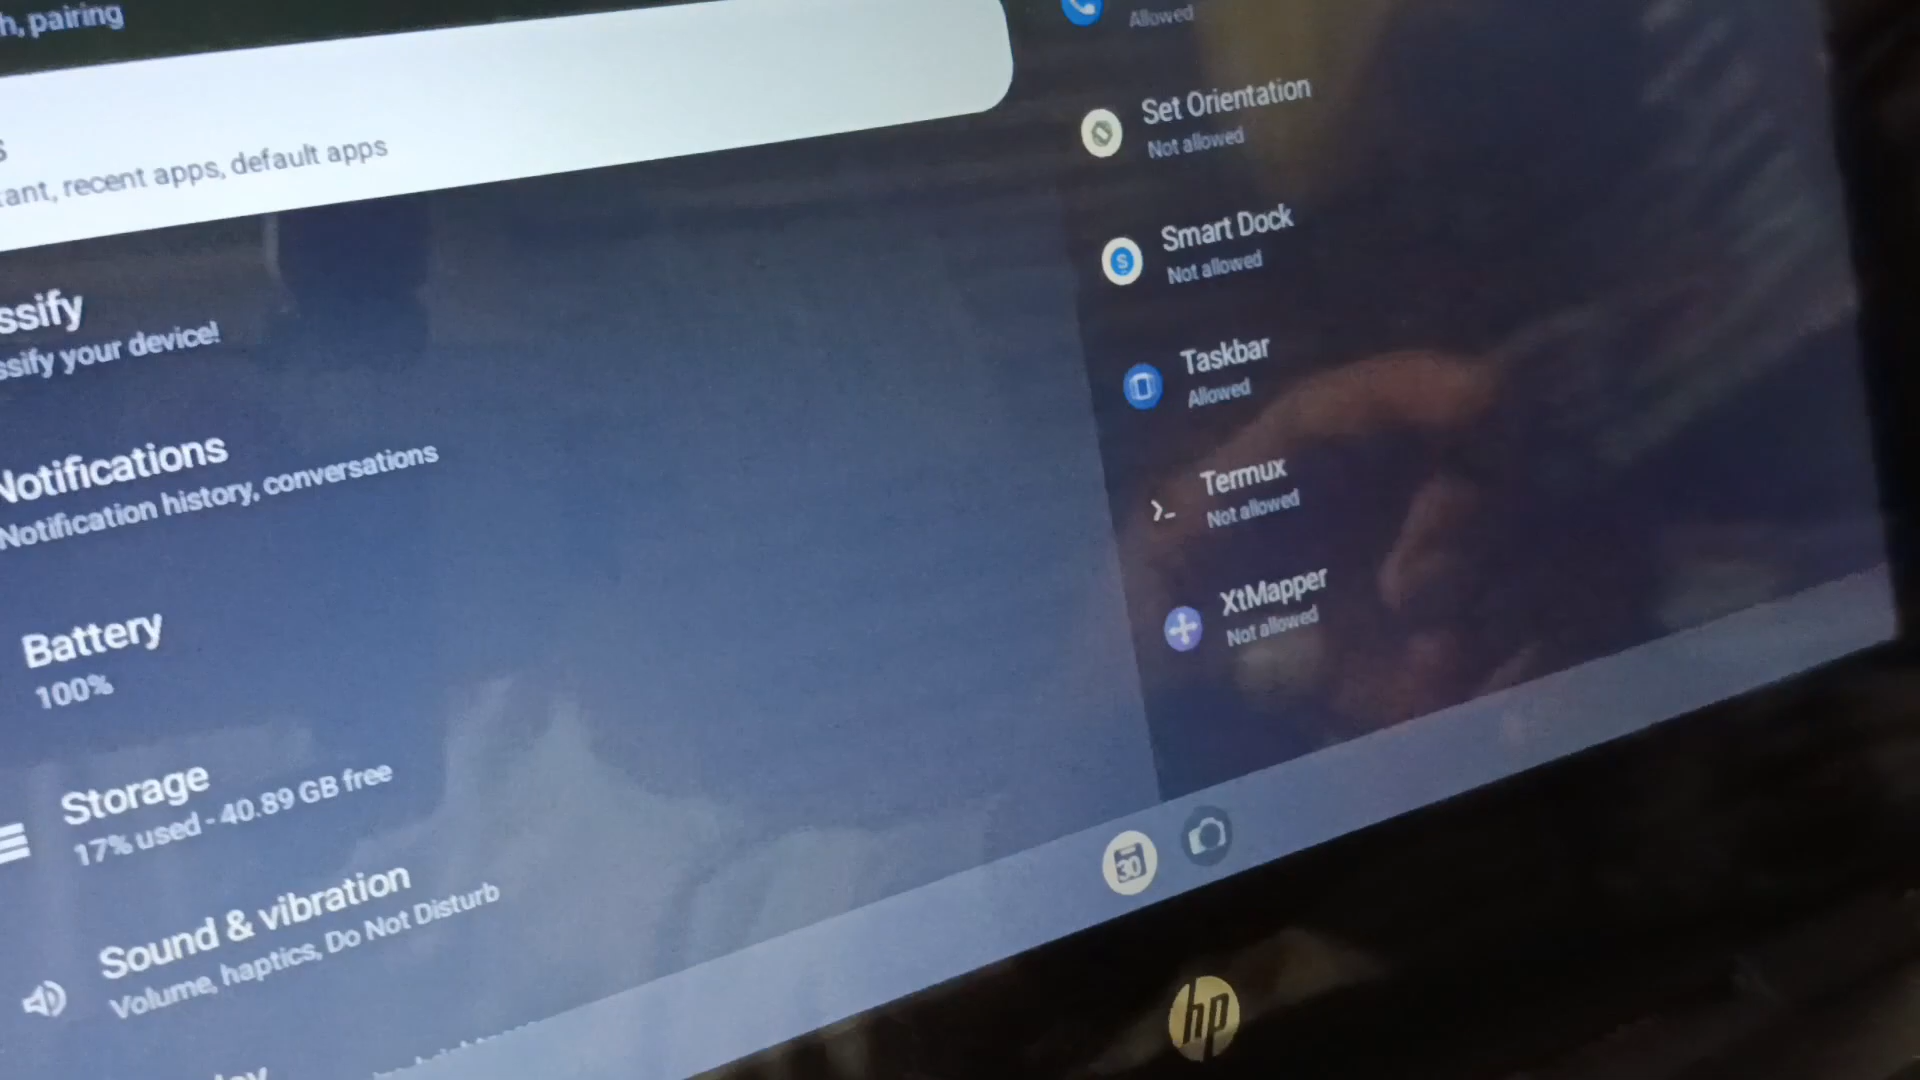 pairing
recent apps, default apps
ssify
ssify your device!
Notifications
Notification history, conversations
Battery
100%
Storage
17% used - 40.89 GB free
Sound & vibration
Volume, haptics, Do Not Disturb
Allowed
Set Orientation
Not allowed
S
Smart Dock
Not allowed
Taskbar
Allowed
Termux
Not allowed
XtMapper
Not allowed
30
hp